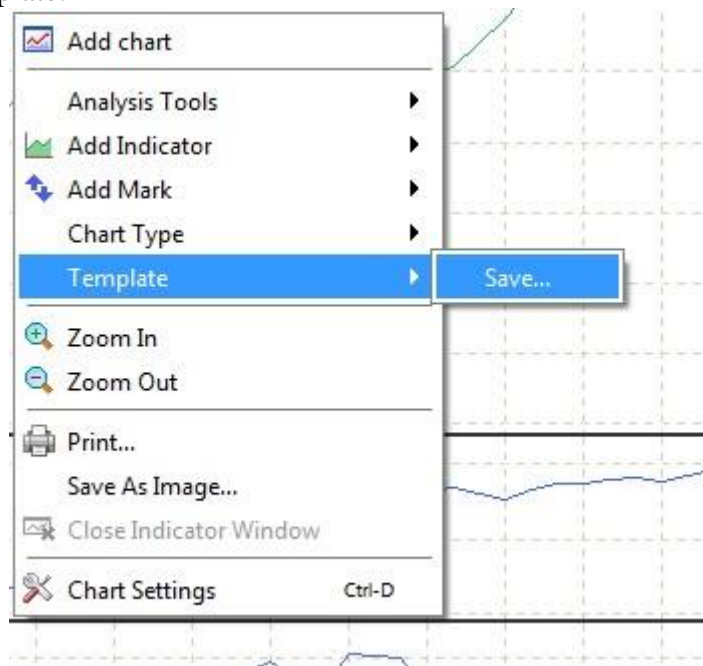 Add chart
Analysis Tools
Add Indicator
Add Mark
Chart Type
Template
Save...
Zoom In
Zoom Out
Print...
Save As Image...
Close Indicator Window
Chart Settings Ctrl-D